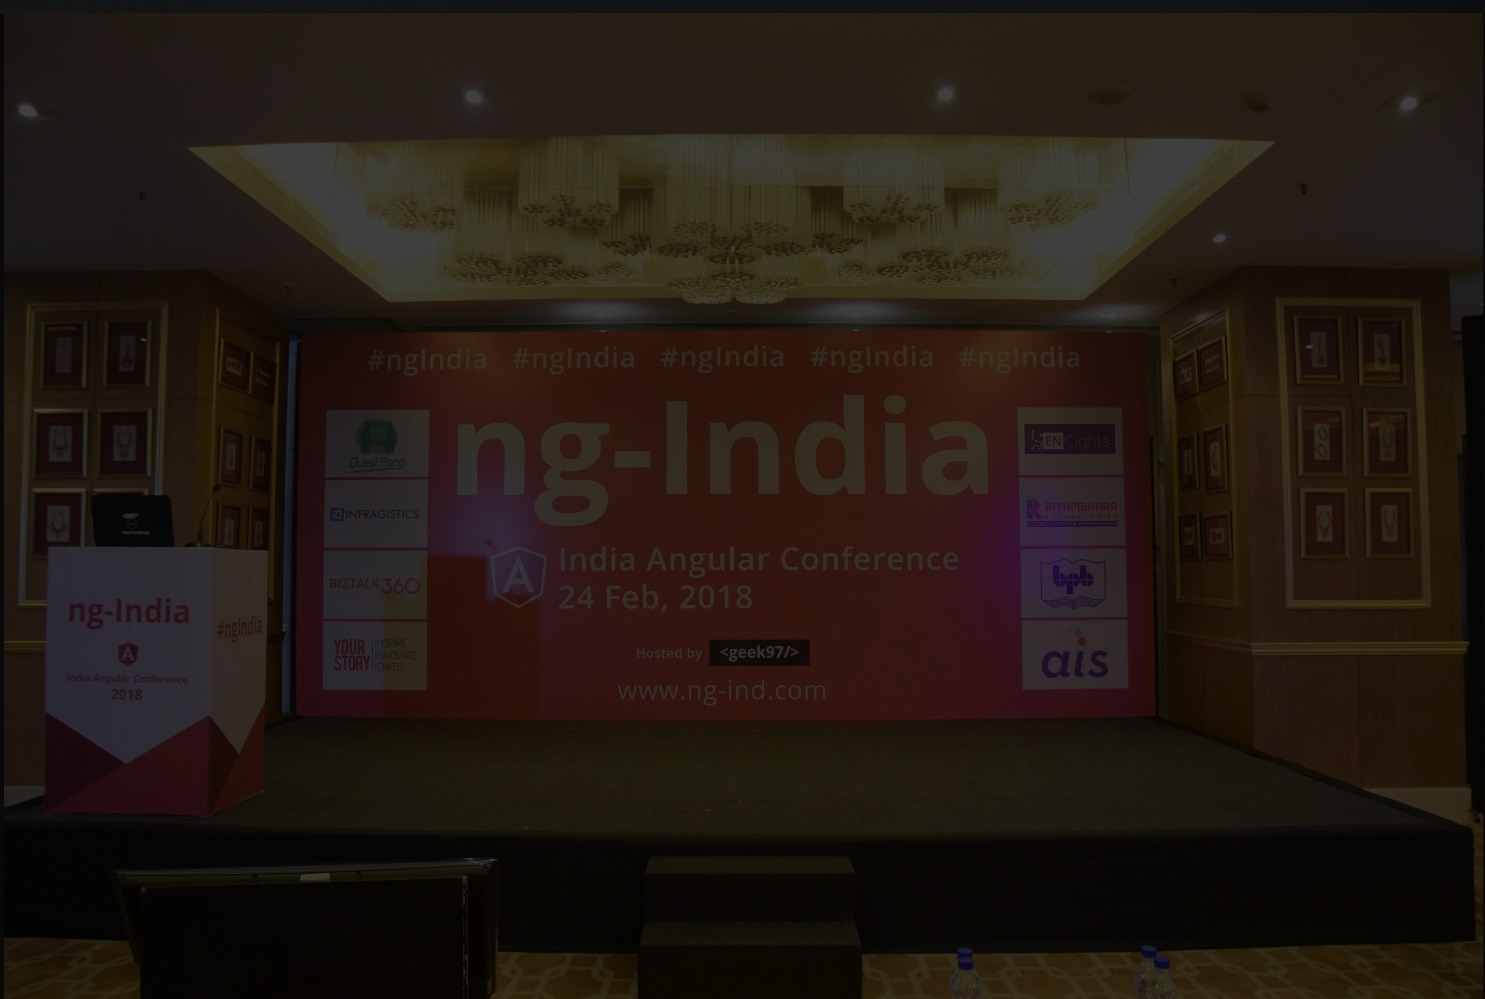 #ngIndia #ngIndia #ngIndia #ngIndia #ngIndia
ng-India
India Angular Conference
24 Feb, 2018
Hosted by <geek97/>
www.ng-ind.com
QuestPond
INFRAGISTICS
BIZTALK360
YOUR STORY
INSPIRE
INNOVATE
IGNITE
ENCights
bpb
ais
ng-India
India Angular Conference
2018
#ngIndia